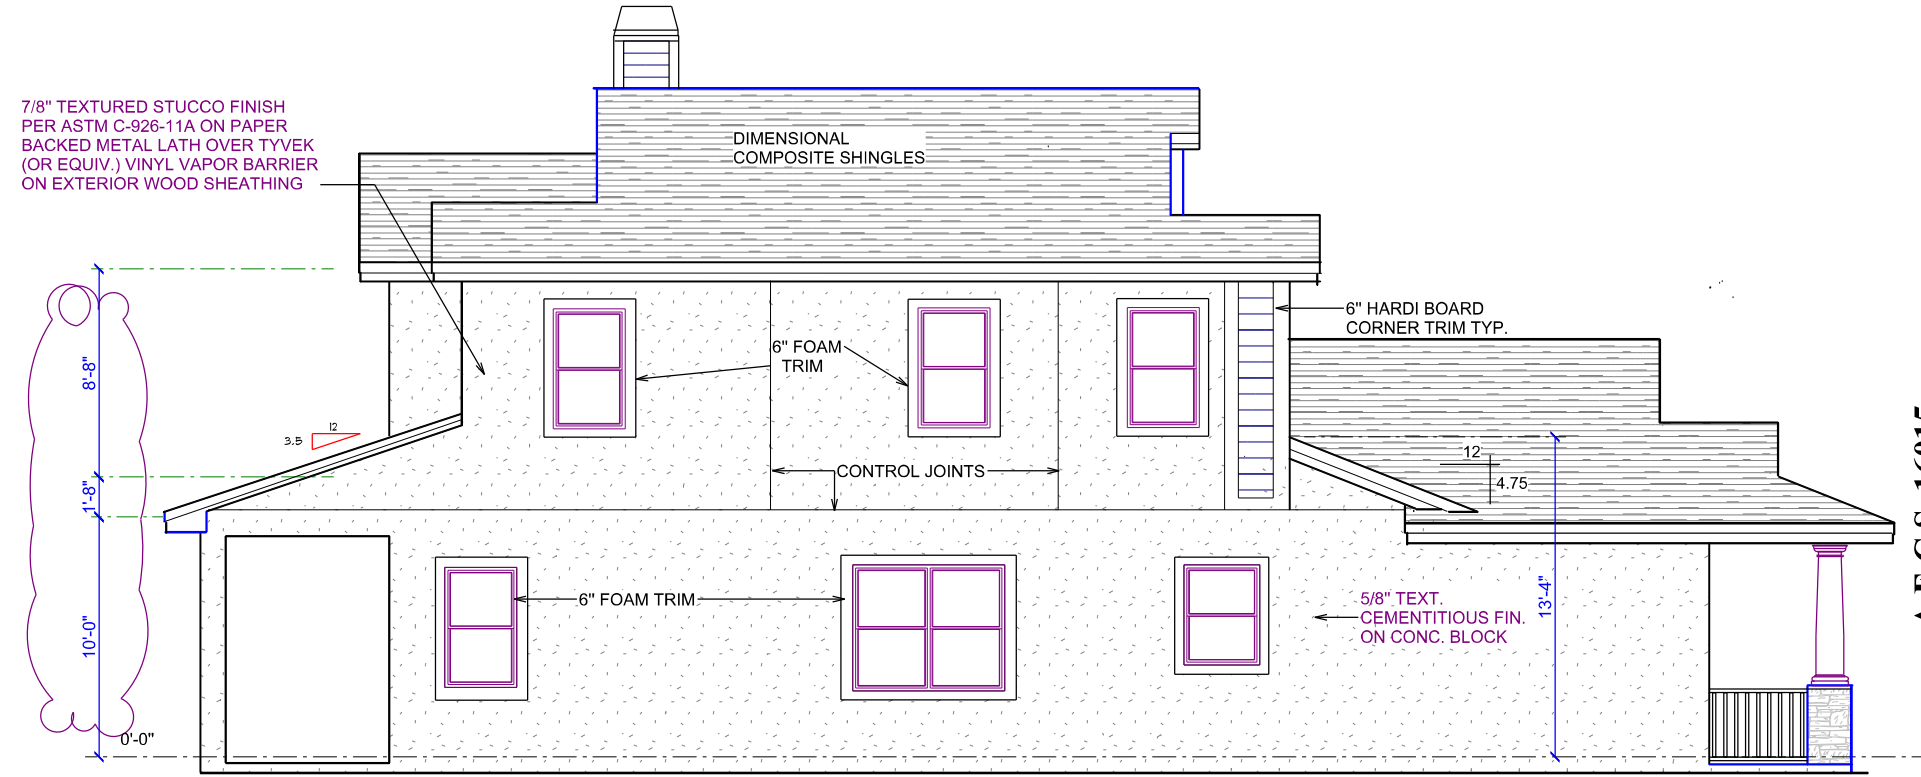 7/8" TEXTURED STUCCO FINISH
PER ASTM C-926-11A ON PAPER
BACKED METAL LATH OVER TYVEK
(OR EQUIV.) VINYL VAPOR BARRIER
ON EXTERIOR WOOD SHEATHING
DIMENSIONAL
COMPOSITE SHINGLES
6" HARDI BOARD
CORNER TRIM TYP.
6" FOAM
TRIM
8'-8"
12
3.5
CONTROL JOINTS
12
4.75
1'-8"
10'-0"
6" FOAM TRIM
5/8" TEXT.
CEMENTITIOUS FIN.
ON CONC. BLOCK
13'-4"
0'-0"